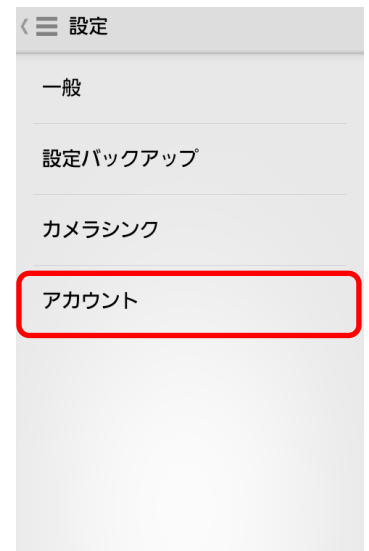 設定
一般
設定バックアップ
カメラシンク
アカウント